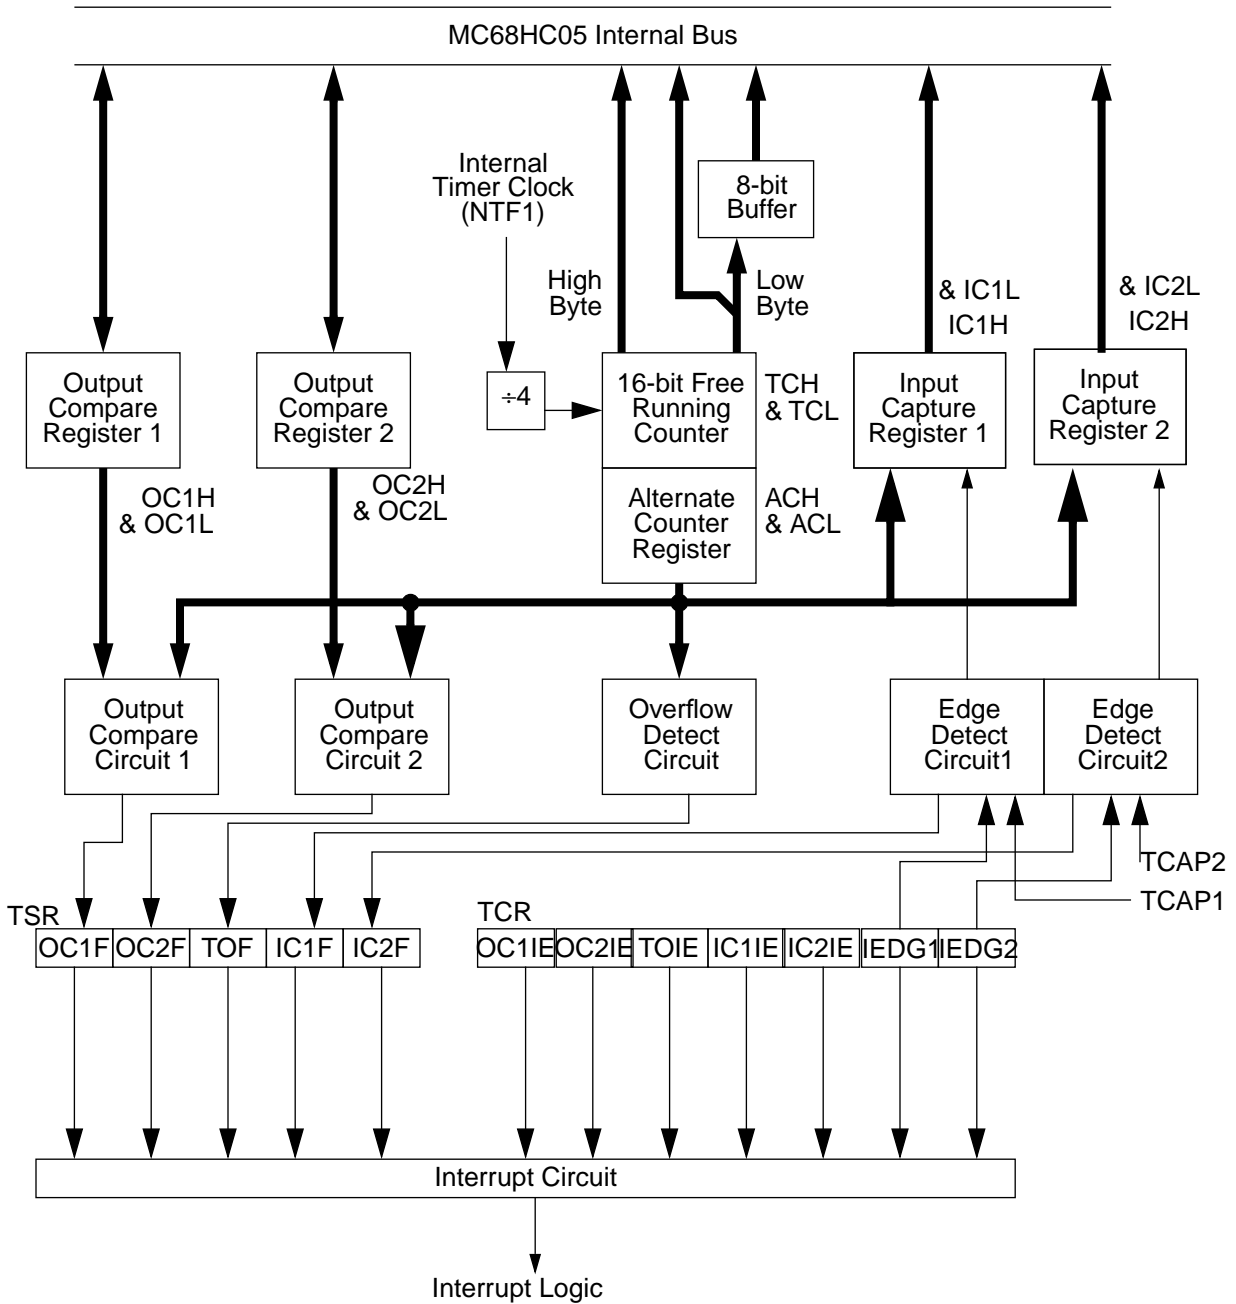 MC68HC05 Internal Bus
Internal
Timer Clock
(NTF1)
8-bit
Buffer
High
Byte
Low
Byte
& IC1L
IC1H
& IC2L
IC2H
Output
Compare
Register 1
Output
Compare
Register 2
÷4
16-bit Free
Running
Counter
TCH
& TCL
Input
Capture
Register 1
Input
Capture
Register 2
OC1H
& OC1L
OC2H
& OC2L
Alternate
Counter
Register
ACH
& ACL
Output
Compare
Circuit 1
Output
Compare
Circuit 2
Overflow
Detect
Circuit
Edge
Detect
Circuit1
Edge
Detect
Circuit2
TCAP2
TCAP1
TSR
OC1F OC2F TOF IC1F IC2F
TCR
OC1IE OC2IE TOIE IC1IE IC2IE IEDG1 IEDG2
Interrupt Circuit
Interrupt Logic